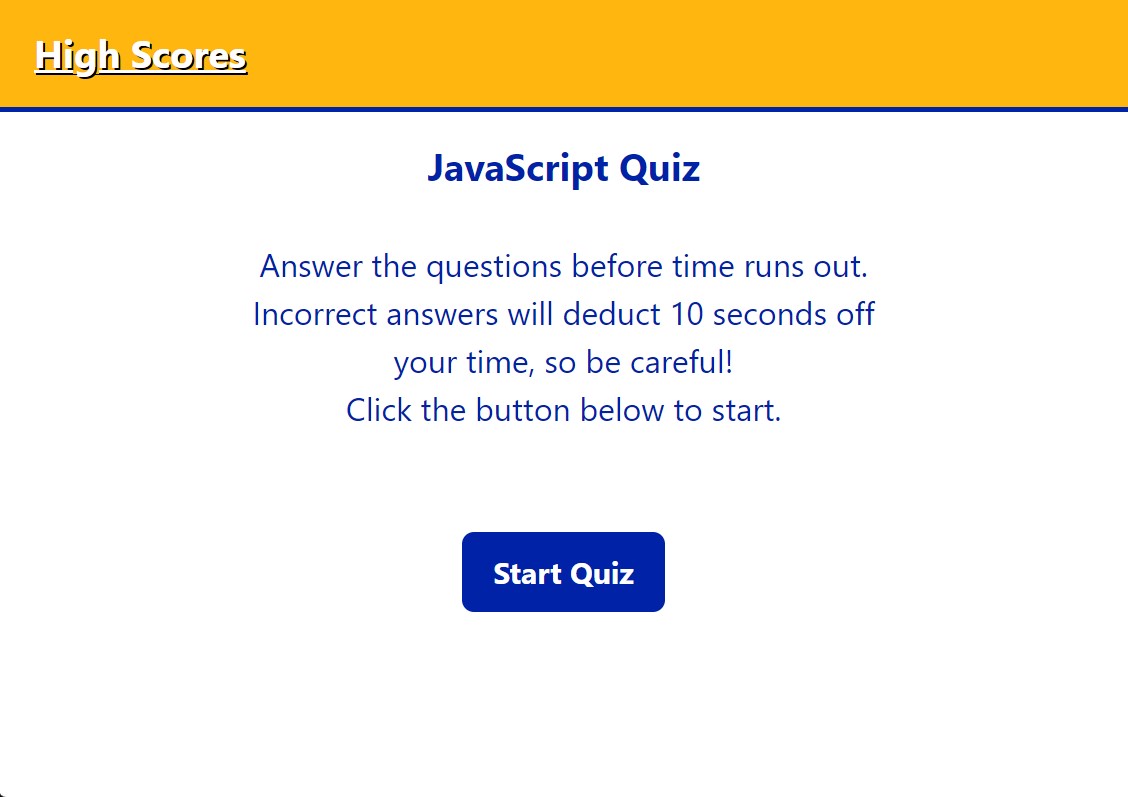 High Scores
JavaScript Quiz
Answer the questions before time runs out.
Incorrect answers will deduct 10 seconds off
your time, so be careful!
Click the button below to start.
Start Quiz